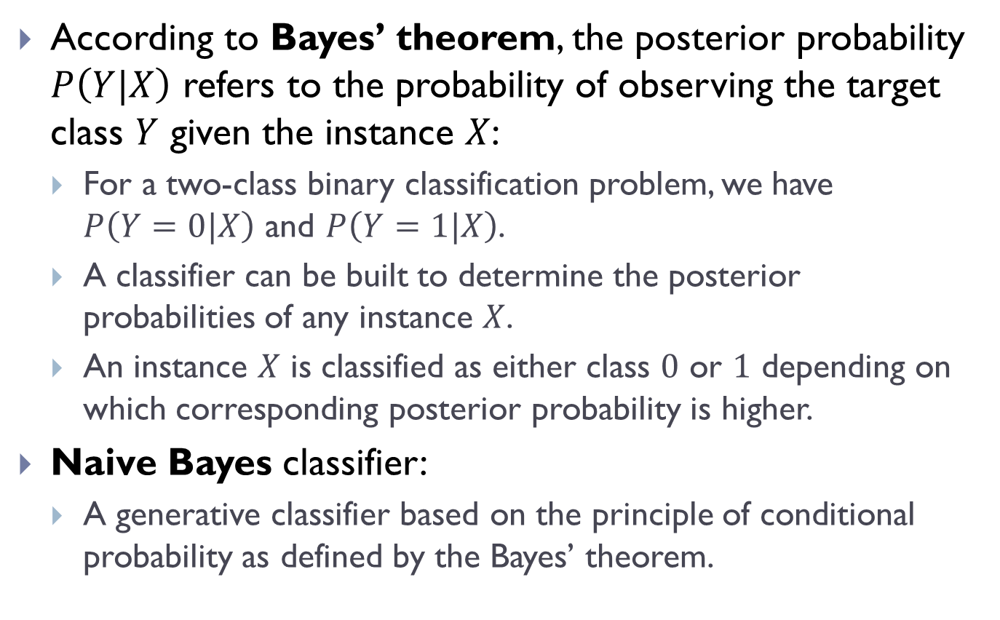 According to Bayes’ theorem, the posterior probability
P(Y|X) refers to the probability of observing the target
class Y given the instance X:
For a two-class binary classification problem, we have
P(Y = 0|X) and P(Y = 1|X).
A classifier can be built to determine the posterior
probabilities of any instance X.
An instance X is classified as either class 0 or 1 depending on
which corresponding posterior probability is higher.
Naive Bayes classifier:
A generative classifier based on the principle of conditional
probability as defined by the Bayes’ theorem.